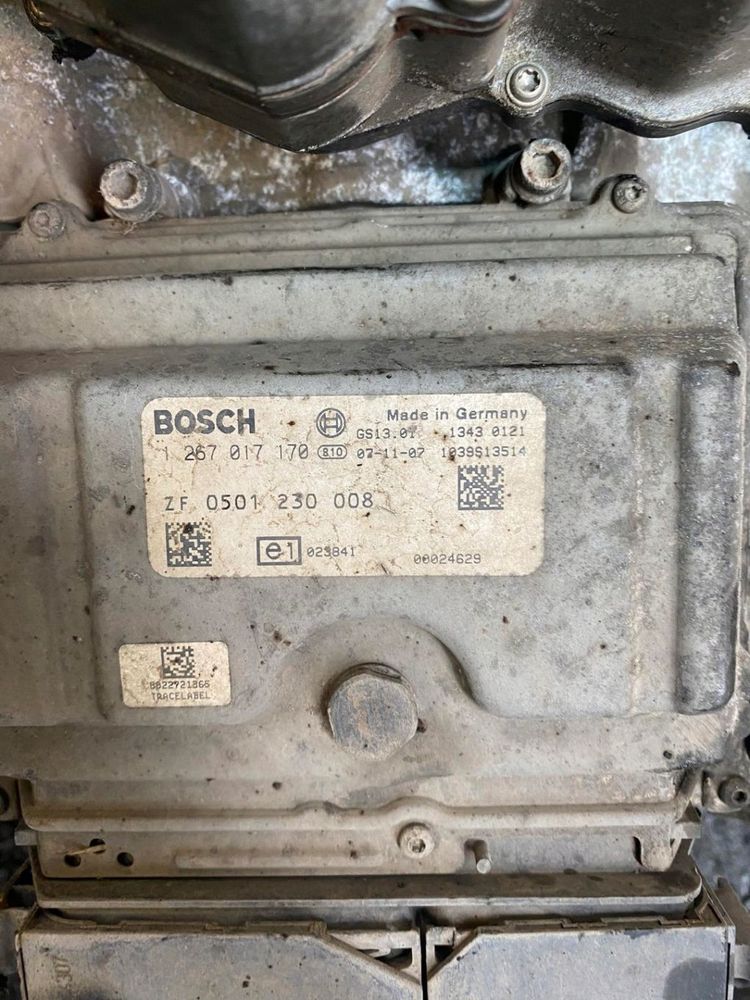 BOSCH Made in Germany
GS13.01 1343 0121
1 267 017 170 810 07-11-07 1039S13514
ZF 0501 230 008
e1 023841 00024629
TRACELABEL